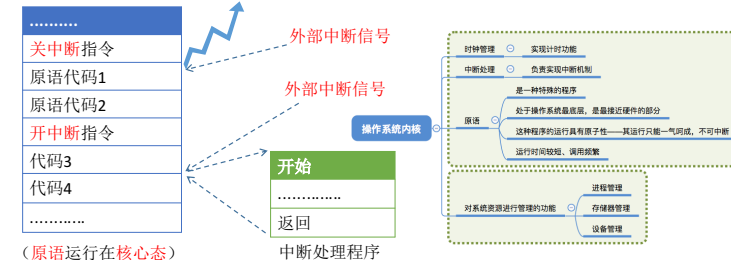 ..........
关中断指令
原语代码1
原语代码2
开中断指令
代码3
代码4
...........
（原语运行在核心态）
外部中断信号
外部中断信号
开始
..............
返回
中断处理程序
操作系统内核
时钟管理
实现计时功能
中断处理
负责实现中断机制
原语
是一种特殊的程序
处于操作系统最底层，是最接近硬件的部分
这种程序的运行具有原子性——其运行只能一气呵成，不可中断
运行时间较短、调用频繁
对系统资源进行管理的功能
进程管理
存储器管理
设备管理